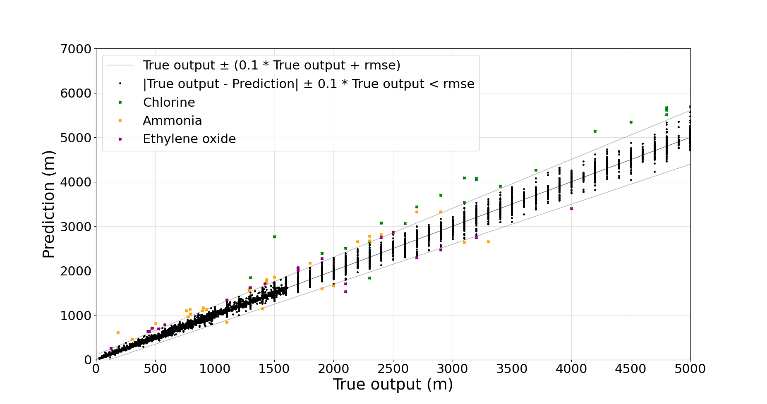 7000
6000
5000
4000
3000
2000
1000
0
Prediction (m)
True output ± (0.1 * True output + rmse)
|True output - Prediction| ± 0.1 * True output < rmse
Chlorine
Ammonia
Ethylene oxide
0 500 1000 1500 2000 2500 3000 3500 4000 4500 5000
True output (m)